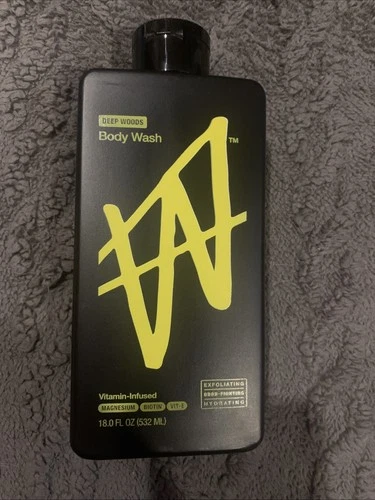 DEEP WOODS
Body Wash
W TM
Vitamin-Infused
MAGNESIUM BIOTIN VIT-E
18.0 FL OZ (532 ML)
EXFOLIATING
ODOR-FIGHTING
HYDRATING